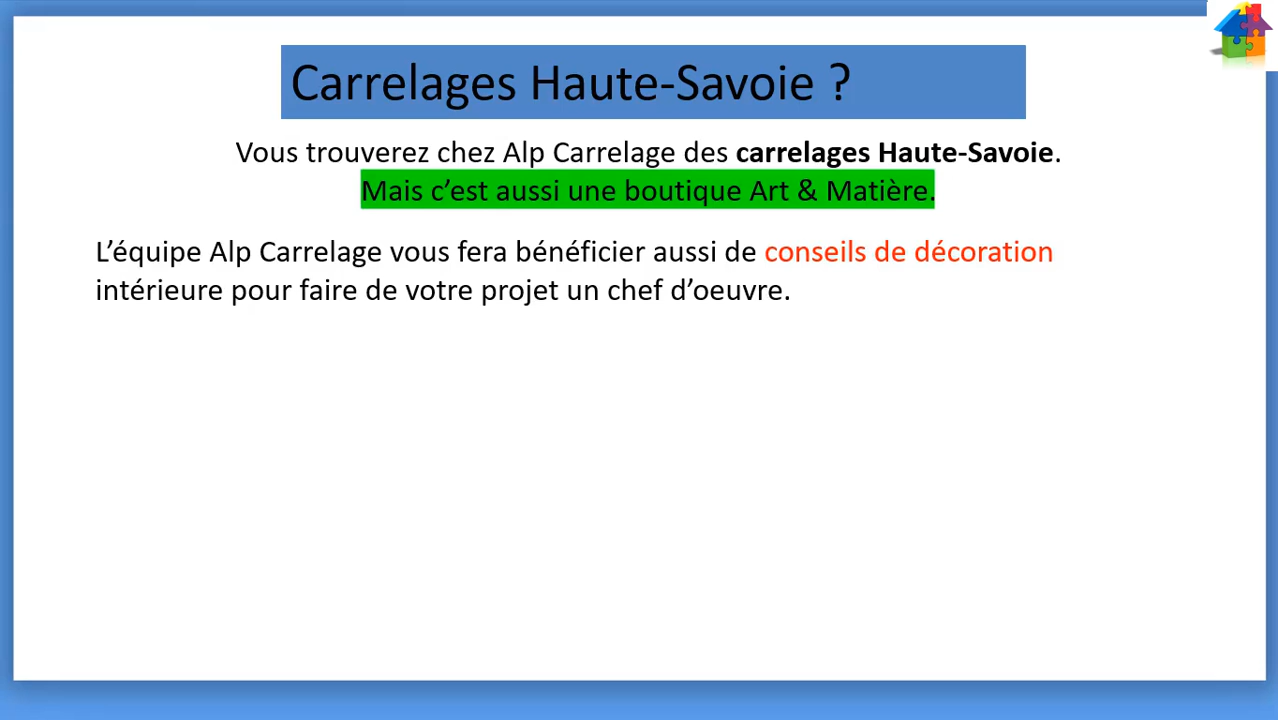 Carrelages Haute-Savoie ?
Vous trouverez chez Alp Carrelage des carrelages Haute-Savoie.
Mais c’est aussi une boutique Art & Matière.
L’équipe Alp Carrelage vous fera bénéficier aussi de conseils de décoration
intérieure pour faire de votre projet un chef d’oeuvre.